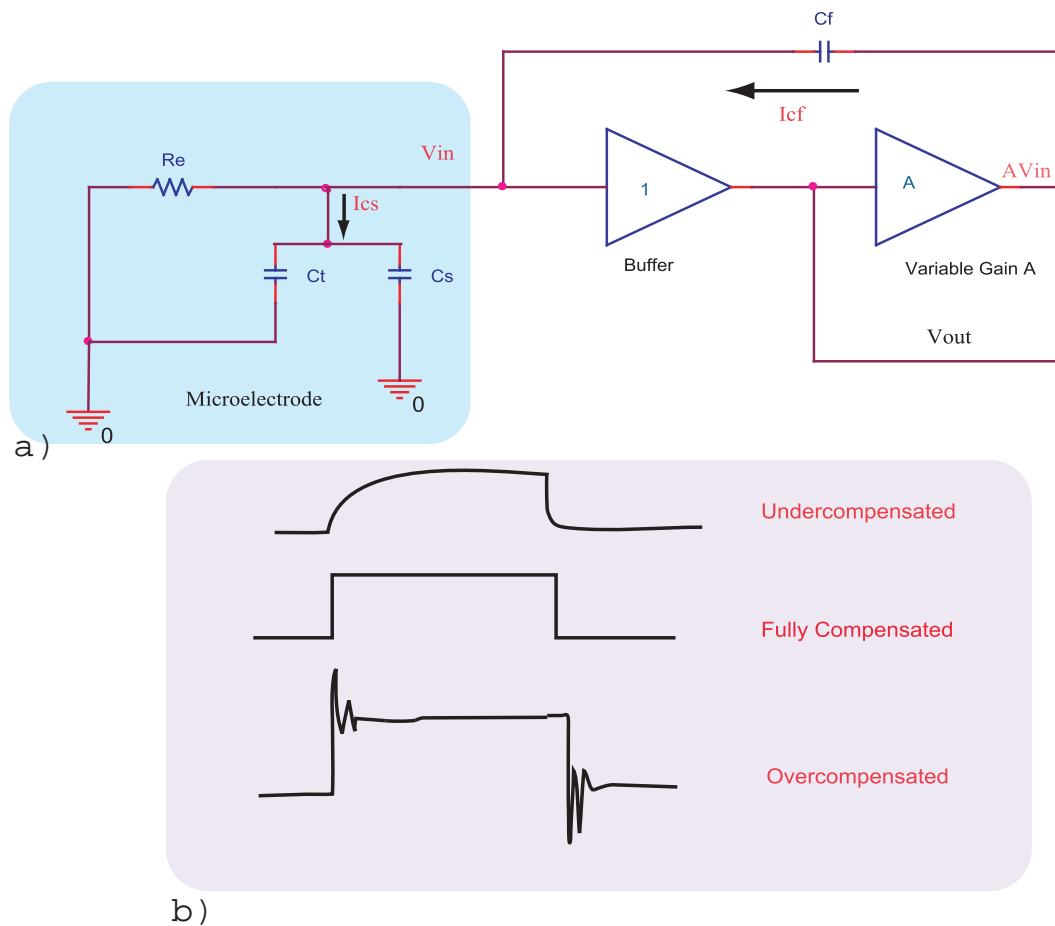 Cf
Icf
Re
Vin
Ics
1
A
AVin
Ct
Cs
Buffer
Variable Gain A
Vout
Microelectrode
0
0
a)
Undercompensated
Fully Compensated
Overcompensated
b)